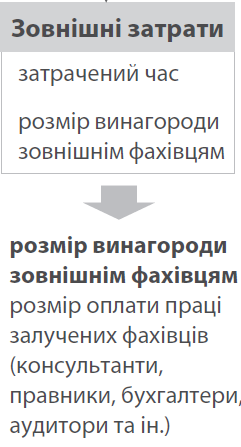 Зовнішні затрати
затрачений час
розмір винагороди
зовнішнім фахівцям
розмір винагороди
зовнішнім фахівцям
розмір оплати праці
залучених фахівців
(консультанти,
правники, бухгалтери,
аудитори та ін.)